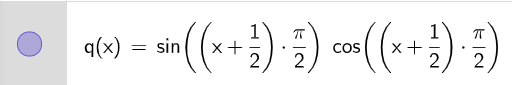 q(x) = sin((x + 1/2) · π/2) cos((x + 1/2) · π/2)